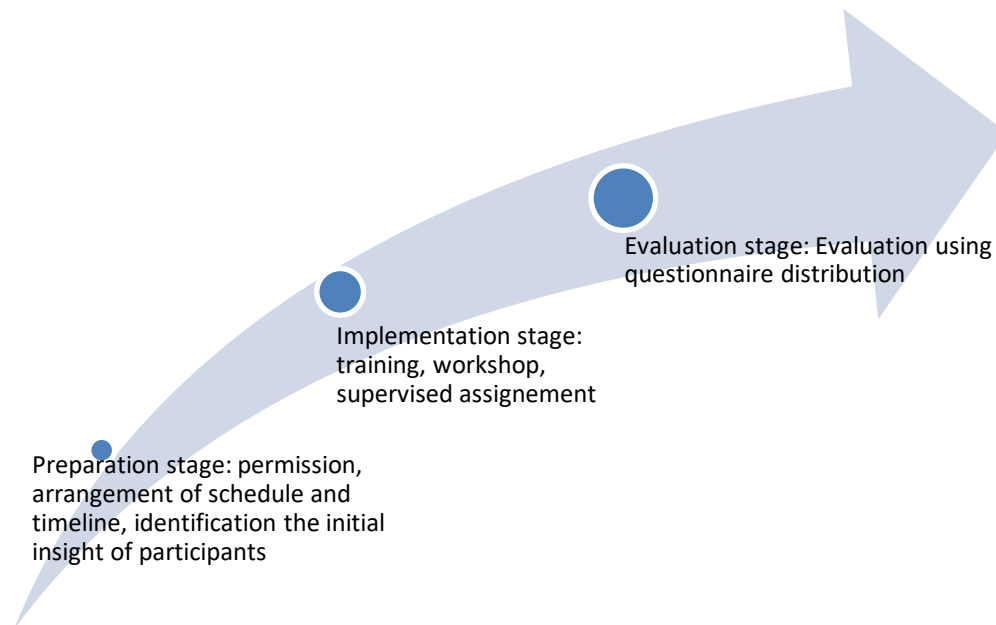 Evaluation stage: Evaluation using
questionnaire distribution
Implementation stage:
training, workshop,
supervised assignement
Preparation stage: permission,
arrangement of schedule and
timeline, identification the initial
insight of participants